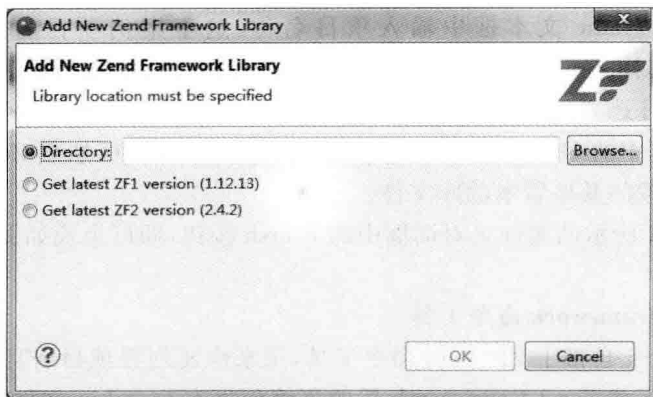 Add New Zend Framework Library
Add New Zend Framework Library
Library location must be specified
ZF
Directory:
Browse...
Get latest ZF1 version (1.12.13)
Get latest ZF2 version (2.4.2)
OK
Cancel